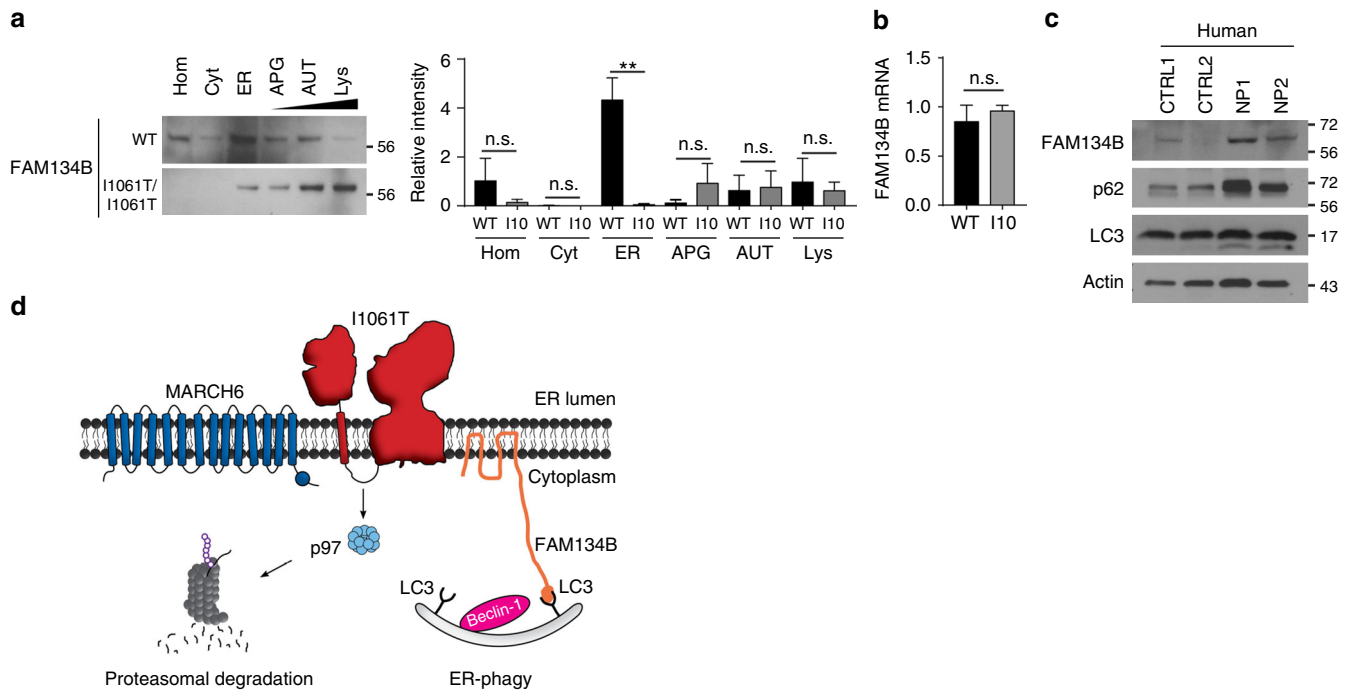 a
Hom Cyt ER APG AUT Lys
FAM134B
WT
56
I1061T/
I1061T
56
Relative intensity
6
4
2
0
n.s. n.s. ** n.s. n.s. n.s.
WT I10 WT I10 WT I10 WT I10 WT I10 WT I10
Hom Cyt ER APG AUT Lys
b
FAM134B mRNA
1.5
1.0
0.5
0.0
n.s.
WT I10
c
Human
CTRL1 CTRL2 NP1 NP2
FAM134B
72
56
p62
72
56
LC3
17
Actin
43
d
I1061T
MARCH6
ER lumen
Cytoplasm
p97
FAM134B
LC3
LC3
Beclin-1
Proteasomal degradation
ER-phagy